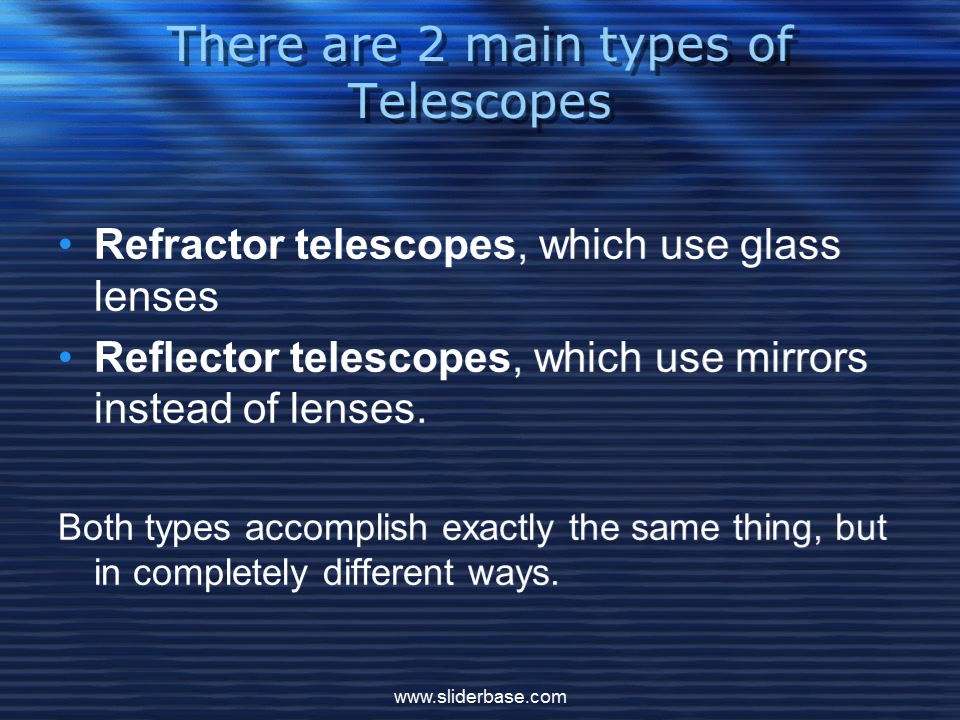 There are 2 main types of
Telescopes
• Refractor telescopes, which use glass
lenses
• Reflector telescopes, which use mirrors
instead of lenses.
Both types accomplish exactly the same thing, but
in completely different ways.
www.sliderbase.com